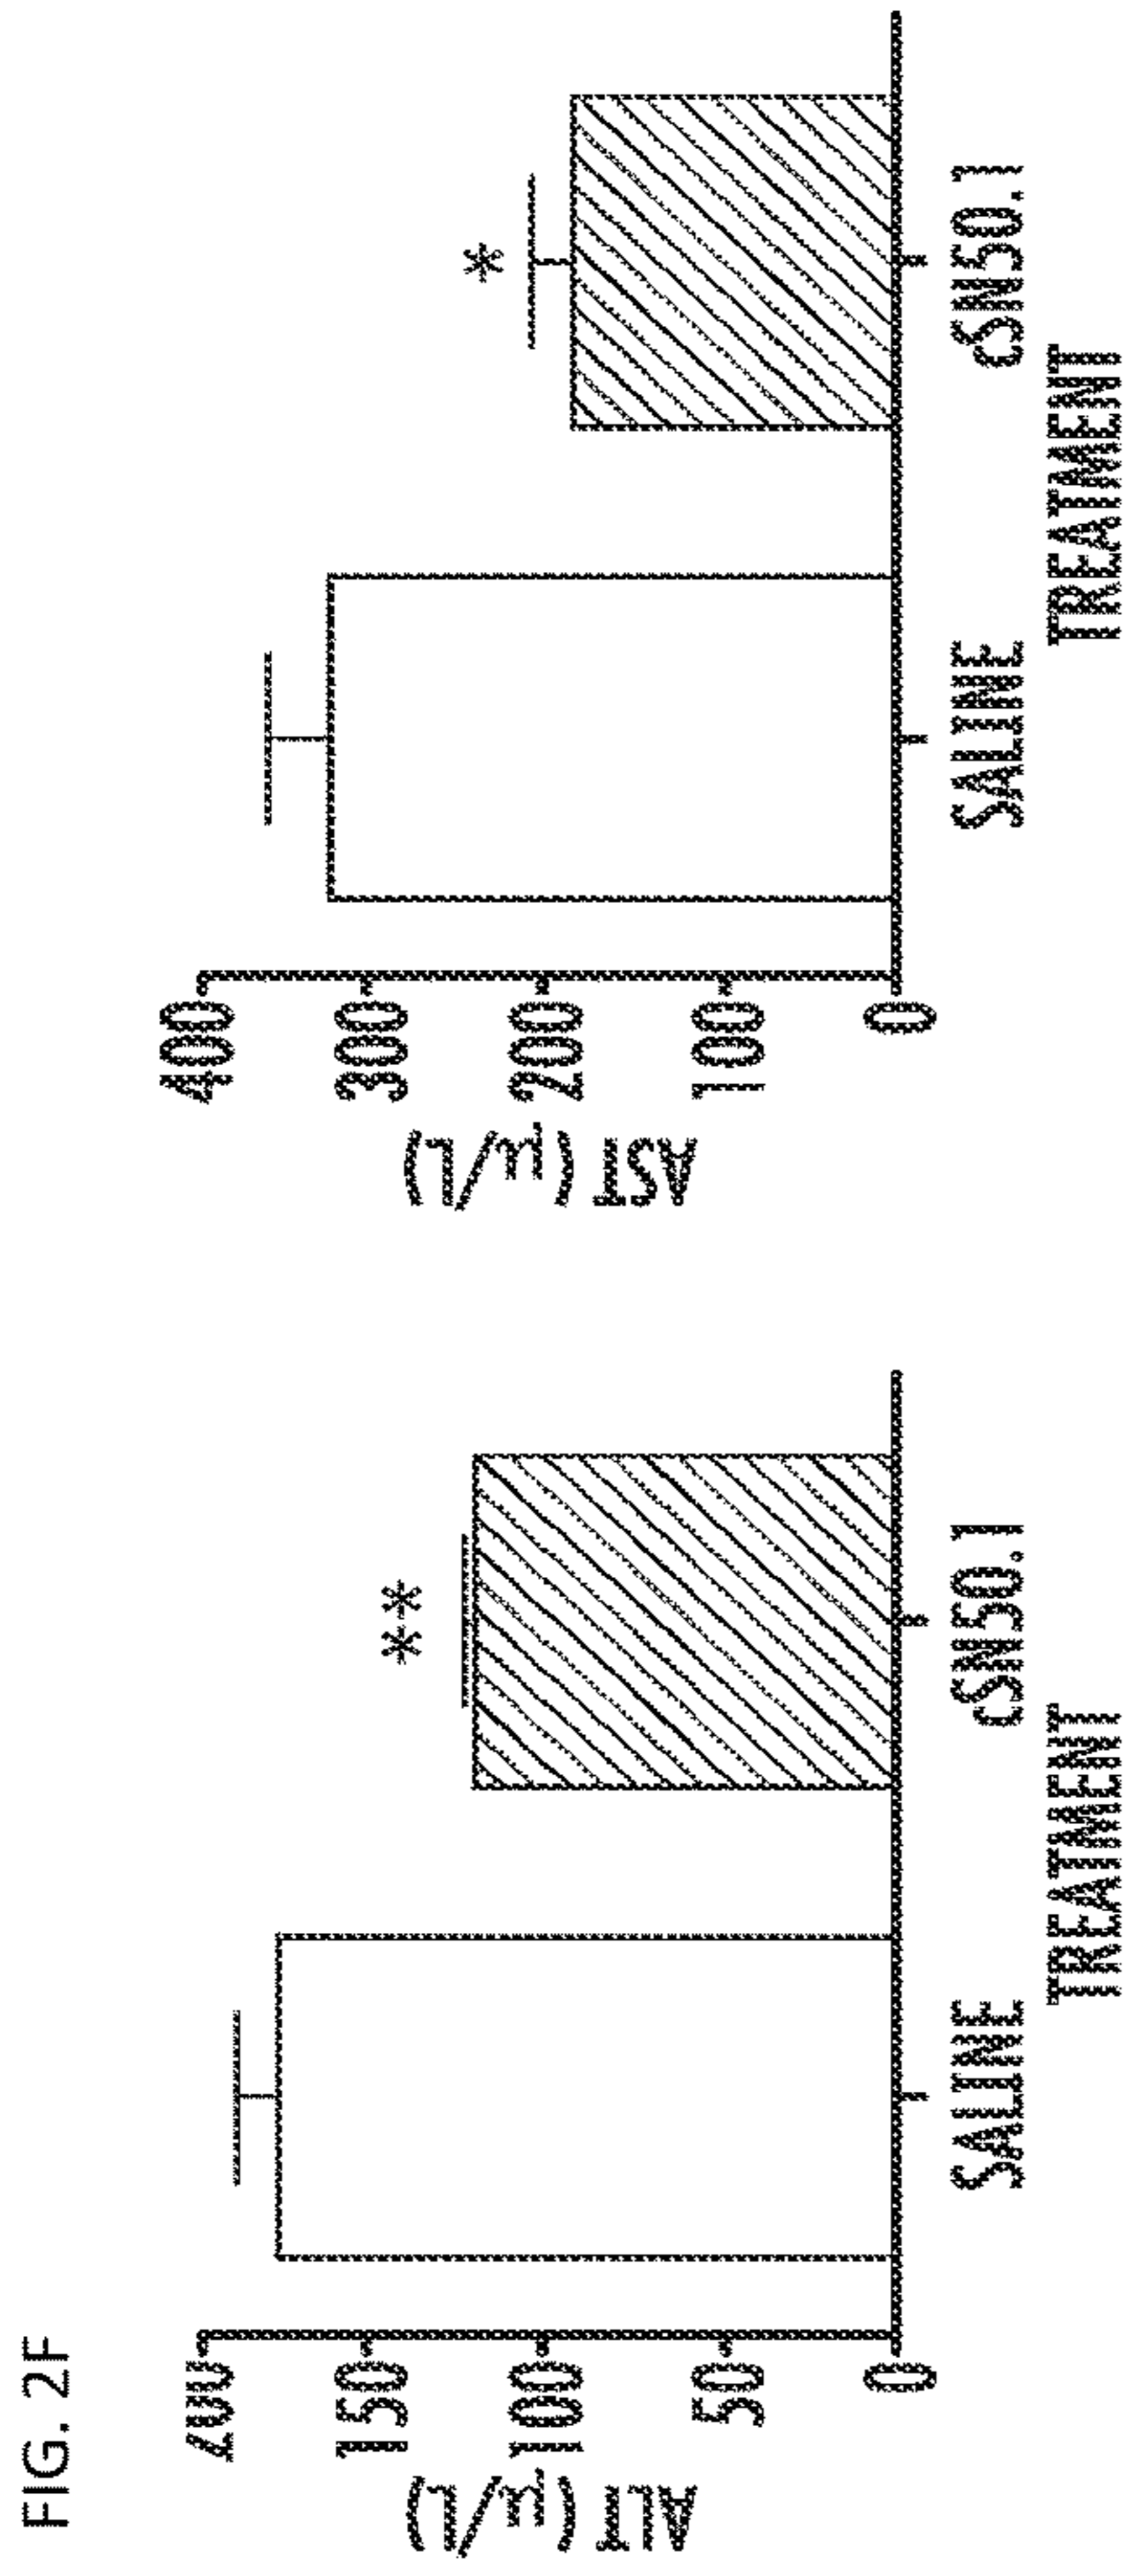 FIG. 2F
ALT (μ/L)
200
150
100
50
0
SALINE
cSN50.1
TREATMENT
**
AST (μ/L)
400
300
200
100
0
SALINE
cSN50.1
TREATMENT
*